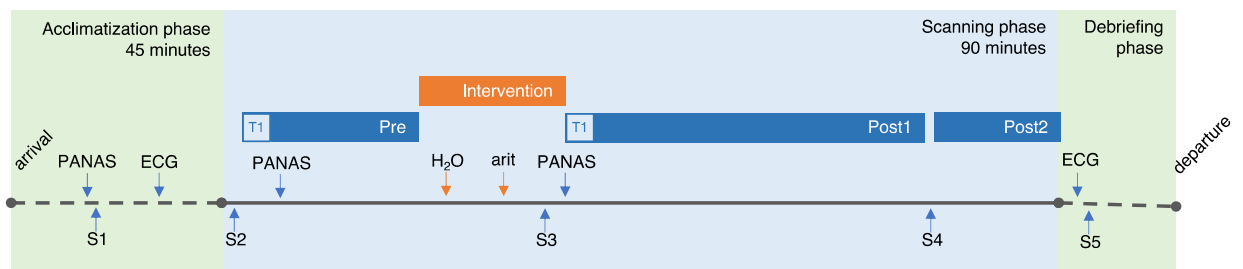 Acclimatization phase
45 minutes
Scanning phase
90 minutes
Debriefing
phase
Intervention
T1
Pre
T1
Post1
Post2
arrival
PANAS
ECG
PANAS
H₂O
arit
PANAS
ECG
departure
S1
S2
S3
S4
S5